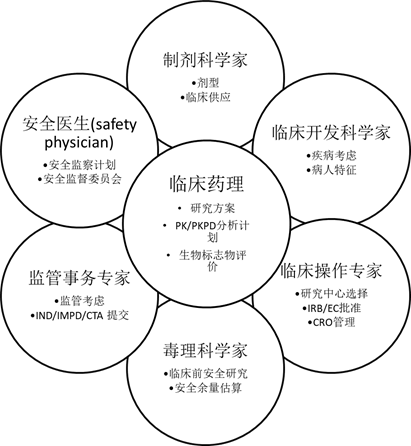 制剂科学家
•剂型
•临床供应
安全医生(safety
physician)
•安全监察计划
•安全监督委员会
临床开发科学家
•疾病考虑
•病人特征
临床药理
• 研究方案
• PK/PKPD分析计
划
• 生物标志物评
价
监管事务专家
•监管考虑
•IND/IMPD/CTA 提交
临床操作专家
•研究中心选择
•IRB/EC批准
•CRO管理
毒理科学家
•临床前安全研究
•安全余量估算